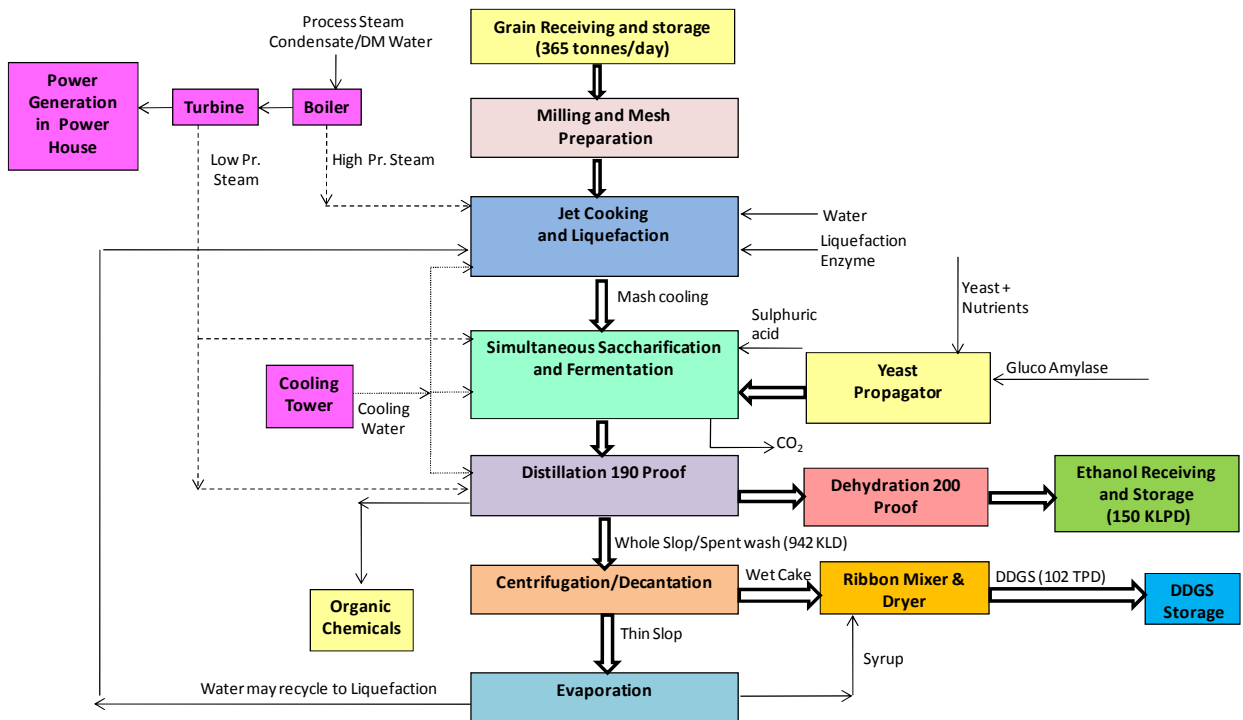 Process Steam
Condensate/DM Water
Grain Receiving and storage
(365 tonnes/day)
Power
Generation
in Power
House
Turbine
Boiler
Milling and Mesh
Preparation
Low Pr.
Steam
High Pr. Steam
Jet Cooking
and Liquefaction
Water
Liquefaction
Enzyme
Mash cooling
Yeast +
Nutrients
Sulphuric
acid
Simultaneous Saccharification
and Fermentation
Yeast
Propagator
Gluco Amylase
Cooling
Tower
Cooling
Water
CO₂
Distillation 190 Proof
Dehydration 200
Proof
Ethanol Receiving
and Storage
(150 KLPD)
Whole Slop/Spent wash (942 KLD)
Centrifugation/Decantation
Wet Cake
Ribbon Mixer &
Dryer
DDGS (102 TPD)
DDGS
Storage
Organic
Chemicals
Thin Slop
Syrup
Water may recycle to Liquefaction
Evaporation